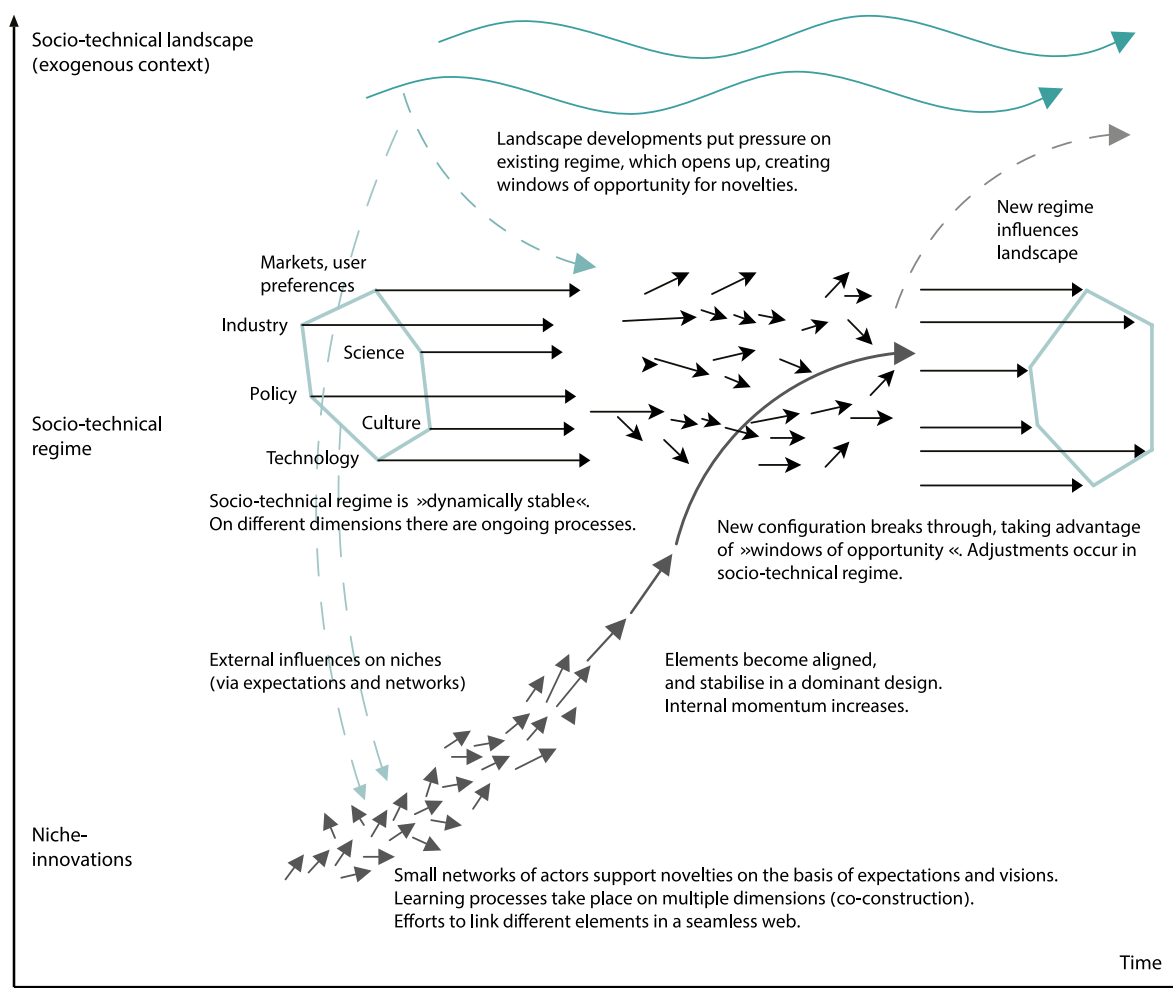 Socio-technical landscape
(exogenous context)
Landscape developments put pressure on
existing regime, which opens up, creating
windows of opportunity for novelties.
New regime
influences
landscape
Markets, user
preferences
Industry
Science
Policy
Culture
Technology
Socio-technical
regime
Socio-technical regime is »dynamically stable«.
On different dimensions there are ongoing processes.
New configuration breaks through, taking advantage
of »windows of opportunity «. Adjustments occur in
socio-technical regime.
External influences on niches
(via expectations and networks)
Elements become aligned,
and stabilise in a dominant design.
Internal momentum increases.
Niche-
innovations
Small networks of actors support novelties on the basis of expectations and visions.
Learning processes take place on multiple dimensions (co-construction).
Efforts to link different elements in a seamless web.
Time